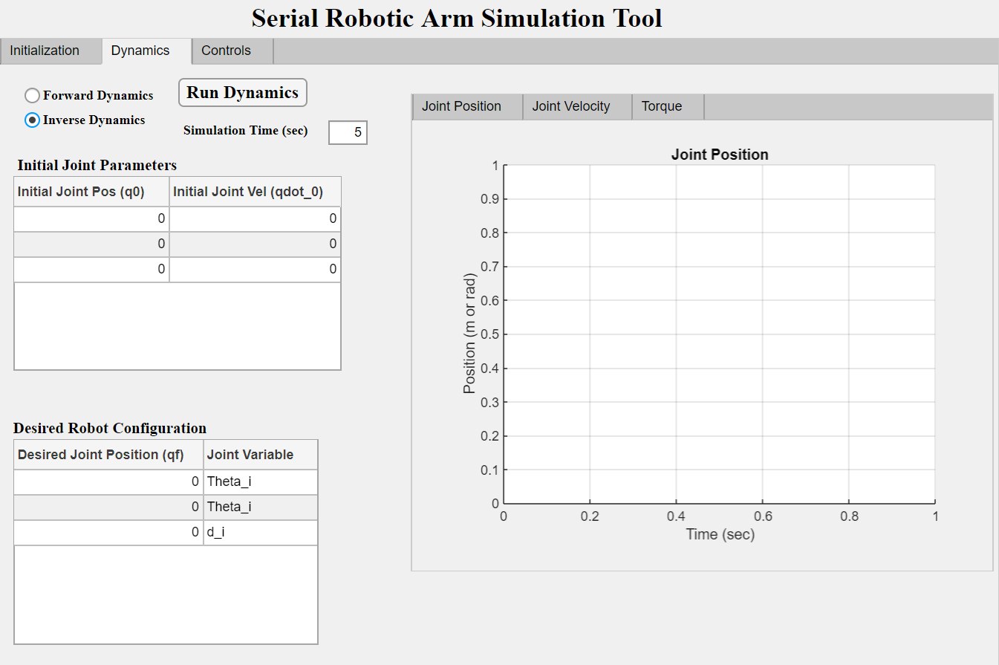 Serial Robotic Arm Simulation Tool
Initialization Dynamics Controls
Forward Dynamics
Inverse Dynamics
Run Dynamics
Simulation Time (sec) 5
Initial Joint Parameters
Initial Joint Pos (q0) Initial Joint Vel (qdot_0)
0 0
0 0
0 0
Desired Robot Configuration
Desired Joint Position (qf) Joint Variable
0 Theta_i
0 Theta_i
0 d_i
Joint Position Joint Velocity Torque
Joint Position
Position (m or rad)
1
0.9
0.8
0.7
0.6
0.5
0.4
0.3
0.2
0.1
0
0 0.2 0.4 0.6 0.8 1
Time (sec)